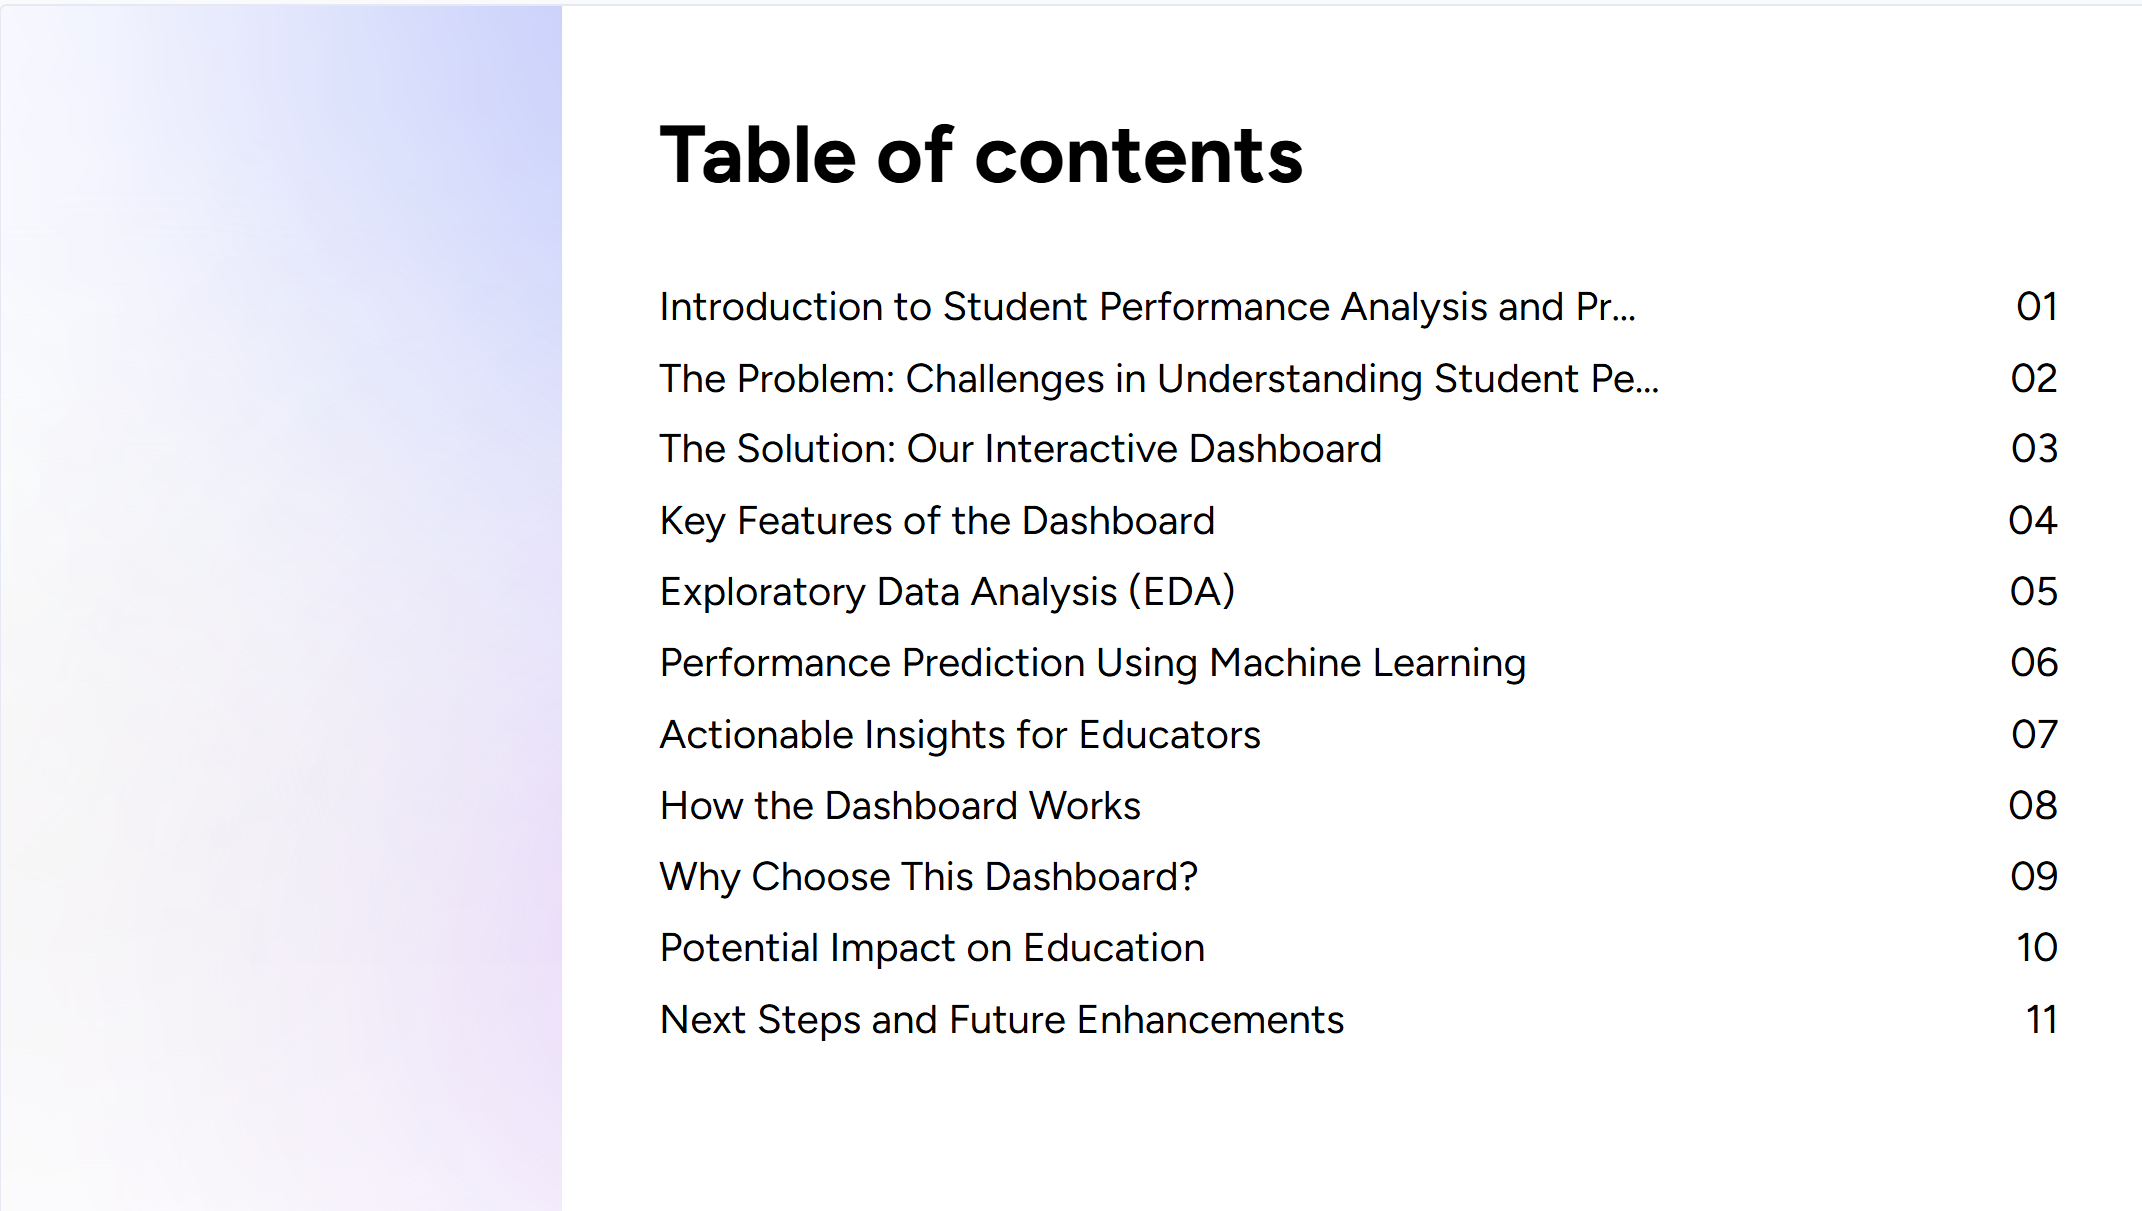 Table of contents
Introduction to Student Performance Analysis and Pr... 01
The Problem: Challenges in Understanding Student Pe... 02
The Solution: Our Interactive Dashboard 03
Key Features of the Dashboard 04
Exploratory Data Analysis (EDA) 05
Performance Prediction Using Machine Learning 06
Actionable Insights for Educators 07
How the Dashboard Works 08
Why Choose This Dashboard? 09
Potential Impact on Education 10
Next Steps and Future Enhancements 11